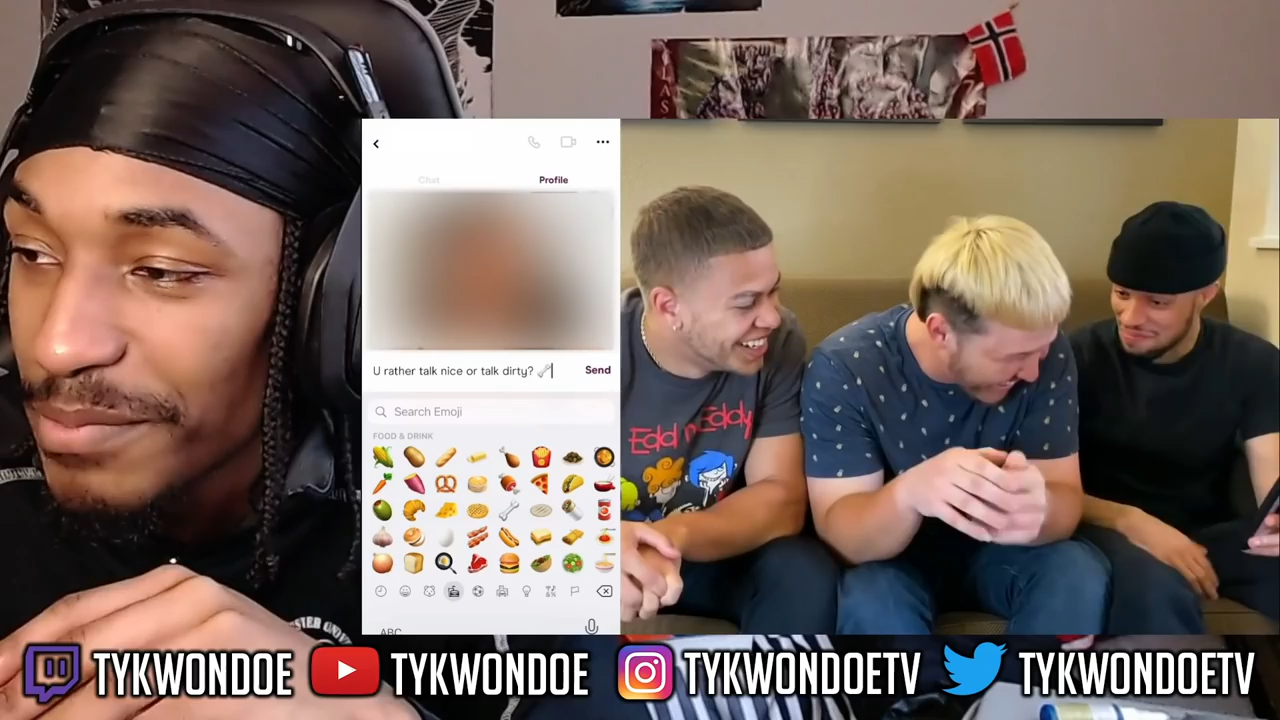 LAS
Chat
Profile
U rather talk nice or talk dirty? 🦴
Send
Search Emoji
FOOD & DRINK
ABC
Edd n Eddy
TYKWONDOE
TYKWONDOE
TYKWONDOETV
TYKWONDOETV